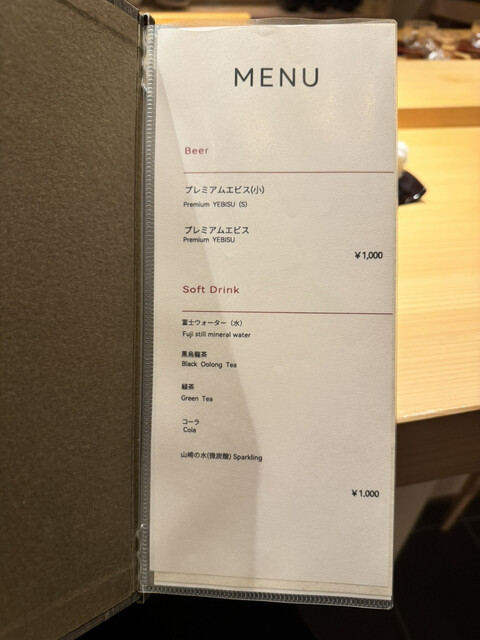 MENU
Beer
プレミアムエビス(小)
Premium YEBISU (S)
プレミアムエビス
Premium YEBISU
¥1,000
Soft Drink
富士ウォーター（水）
Fuji still mineral water
黒烏龍茶
Black Oolong Tea
緑茶
Green Tea
コーラ
Cola
山崎の水(微炭酸) Sparkling
¥1,000